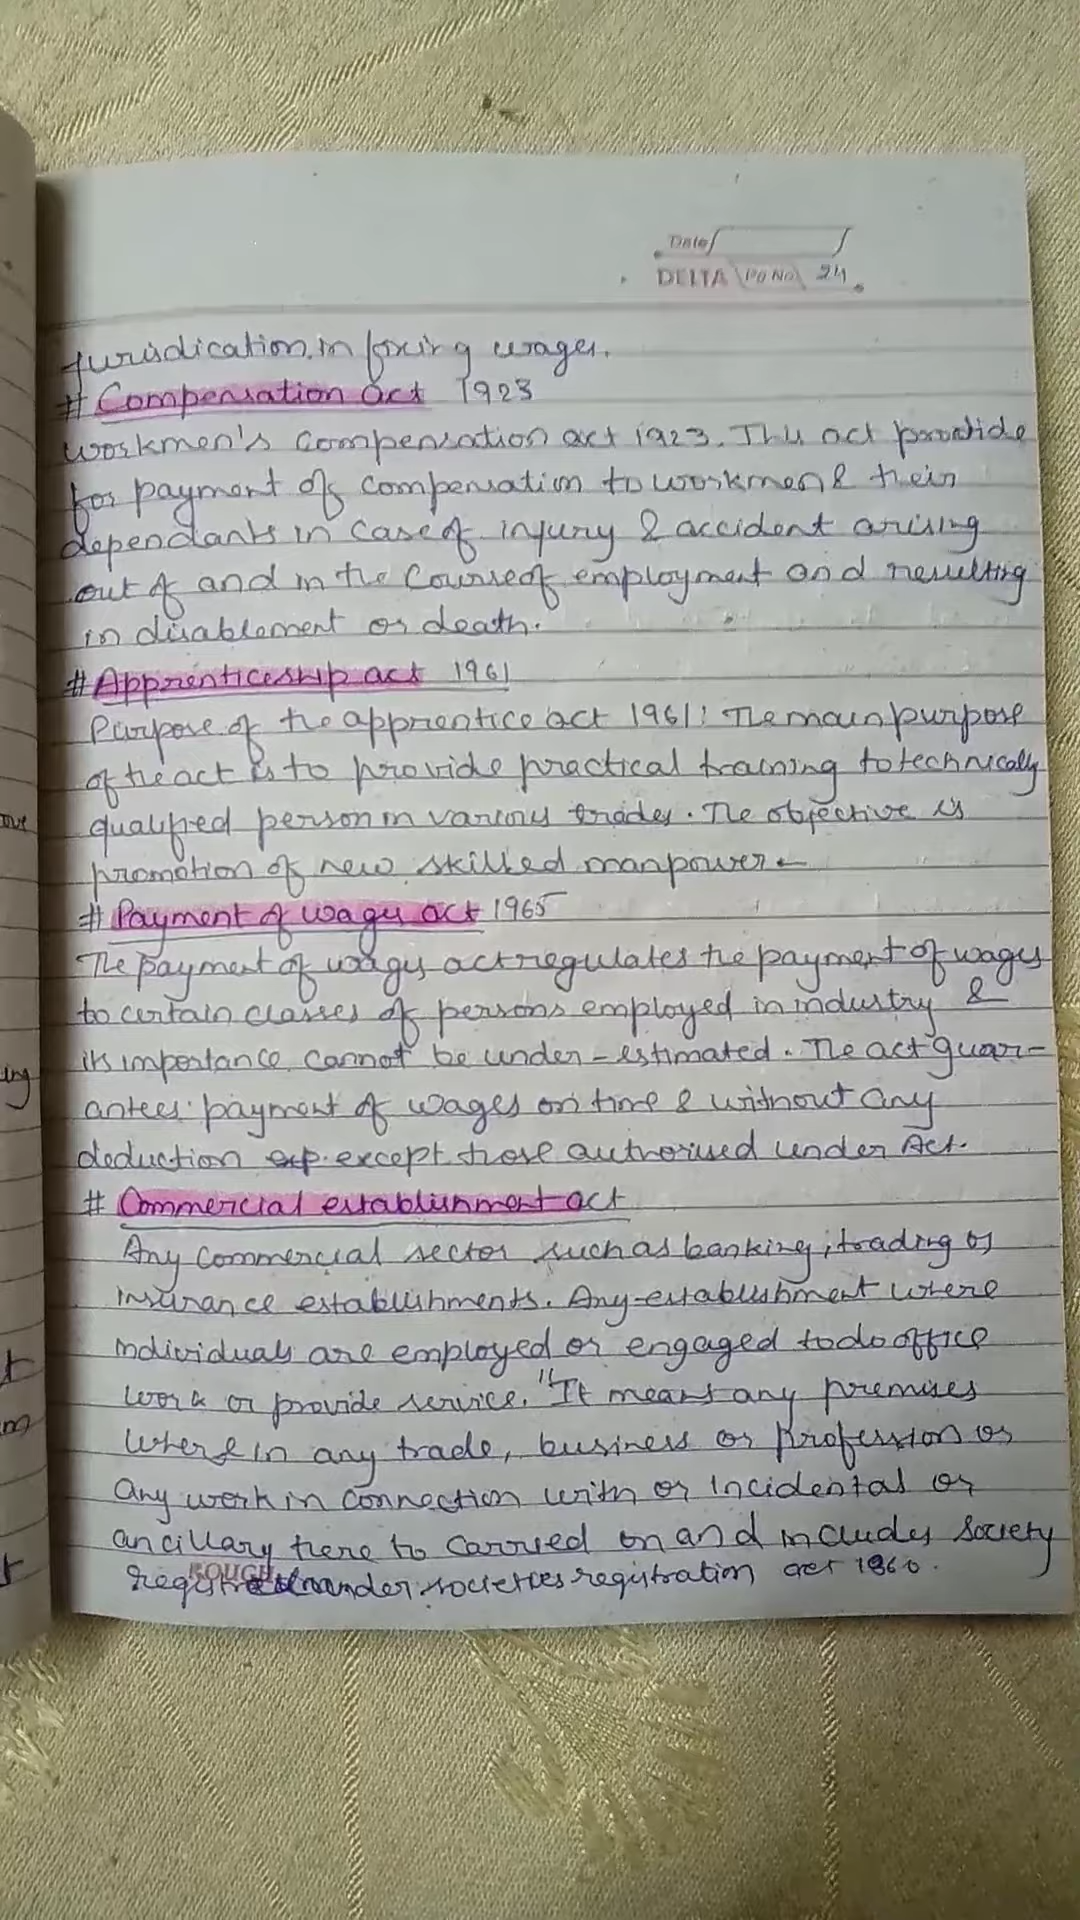 Date
DELTA PG NO 24
Jurisdication in fixing wages.
# Compensation act 1923
Workmen's compensation act 1923. This act provide
for payment of compensation to workmen & their
dependants in case of injury & accident arising
out of and in the course of employment and resulting
in disablement or death.
# Apprenticeship act 1961
Purpose of the apprentice act 1961: The main purpose
of the act is to provide practical training to technically
qualified person in various trades. The objective is
promotion of new skilled manpower.
# Payment of wages act 1965
The payment of wages act regulates the payment of wages
to certain classes of persons employed in industry &
its importance cannot be under-estimated. The act guar-
antees payment of wages on time & without any
deduction exp. except those authorised under Act.
# Commercial establishment act
Any commercial sector such as banking, trading or
insurance establishments. Any establishment where
individuals are employed or engaged to do office
work or provide service. "It means any premises
where in any trade, business or profession or
any work in connection with or incidental or
ancillary there to carried on and includes society
ROUGH
under societies registration act 1860.
ove
ing
t
m